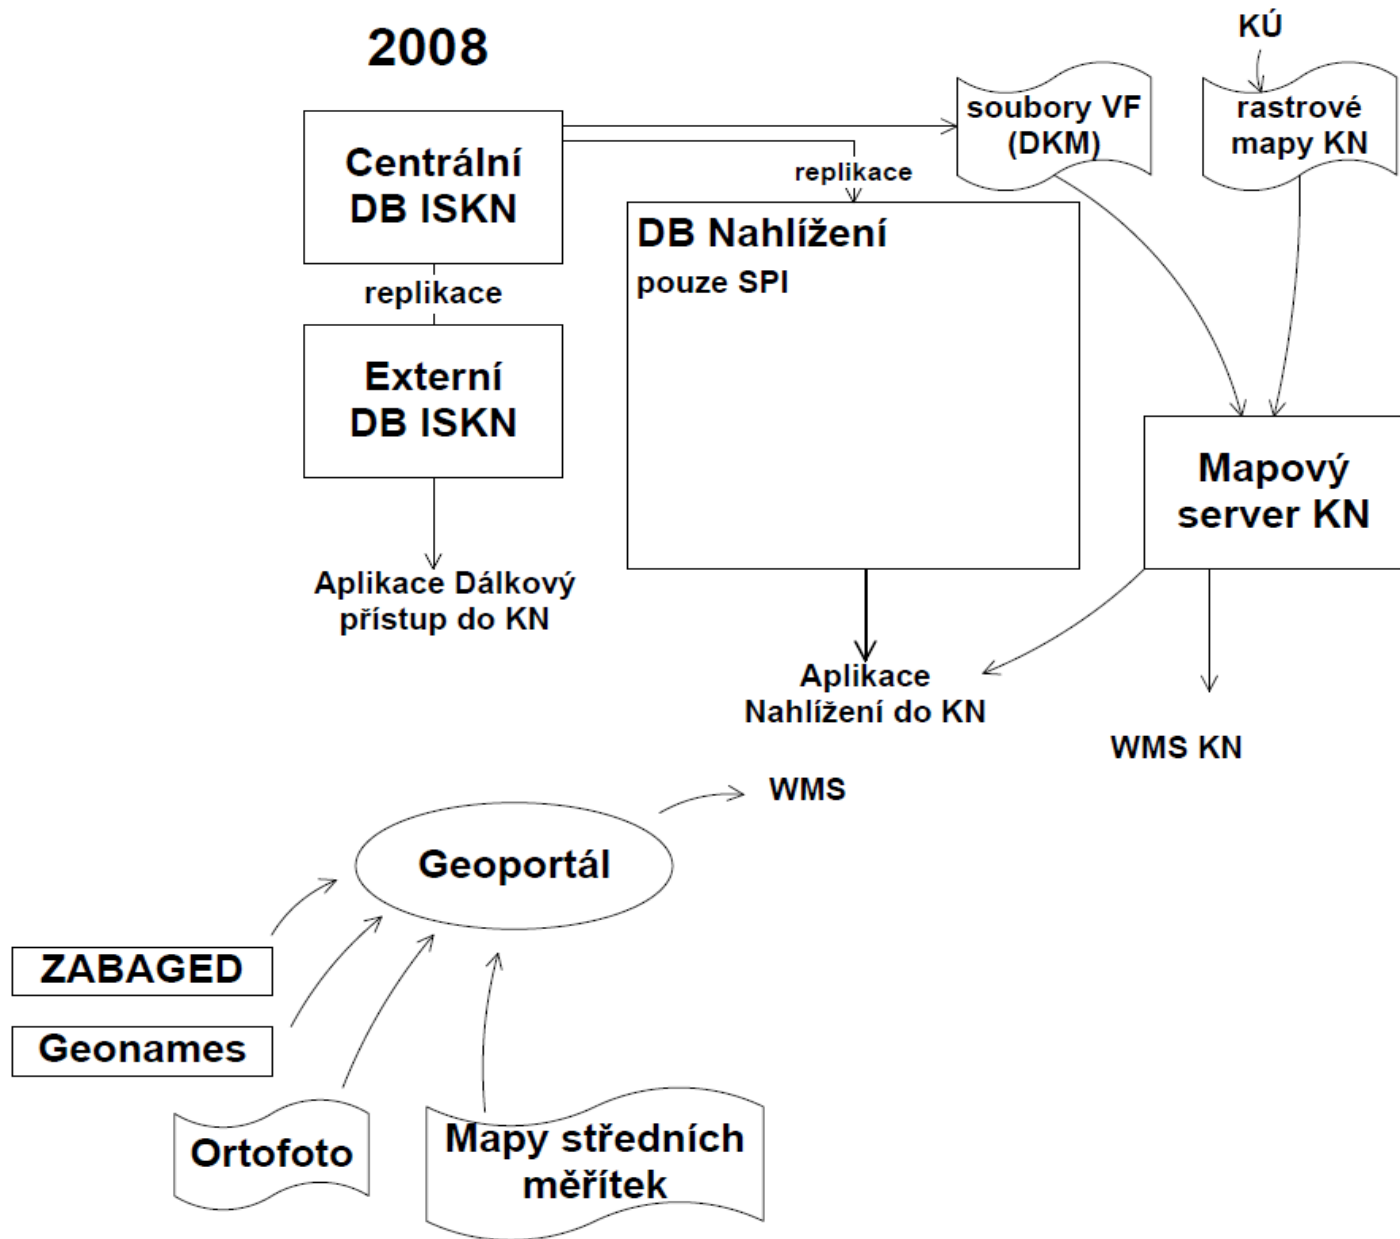 2008
KÚ
soubory VF
(DKM)
rastrové
mapy KN
Centrální
DB ISKN
replikace
DB Nahlížení
pouze SPI
replikace
Externí
DB ISKN
Mapový
server KN
Aplikace Dálkový
přístup do KN
Aplikace
Nahlížení do KN
WMS KN
WMS
Geoportál
ZABAGED
Geonames
Ortofoto
Mapy středních
měřítek